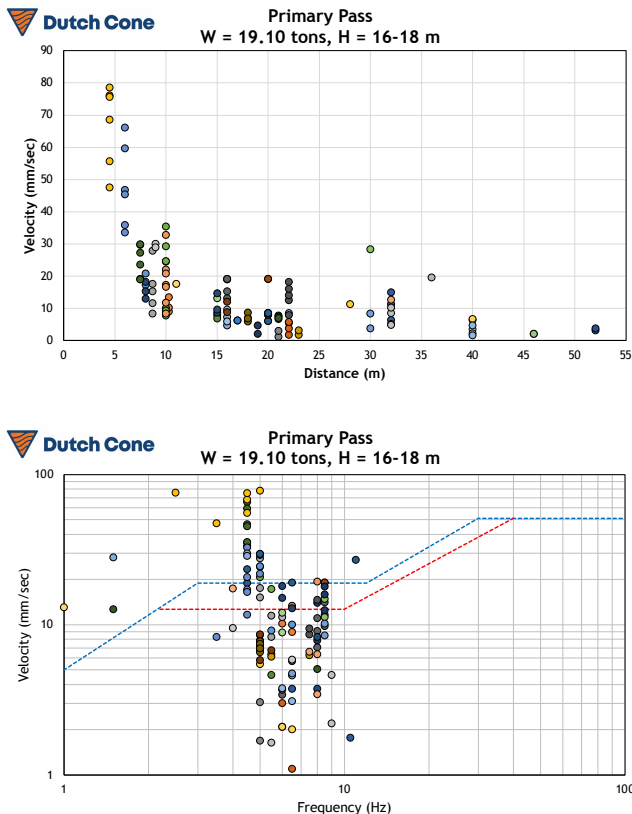 Dutch Cone
Primary Pass
W = 19.10 tons, H = 16-18 m
90
80
70
60
50
40
30
20
10
0
Velocity (mm/sec)
0 5 10 15 20 25 30 35 40 45 50 55
Distance (m)
Dutch Cone
Primary Pass
W = 19.10 tons, H = 16-18 m
100
10
1
Velocity (mm/sec)
1 10 100
Frequency (Hz)